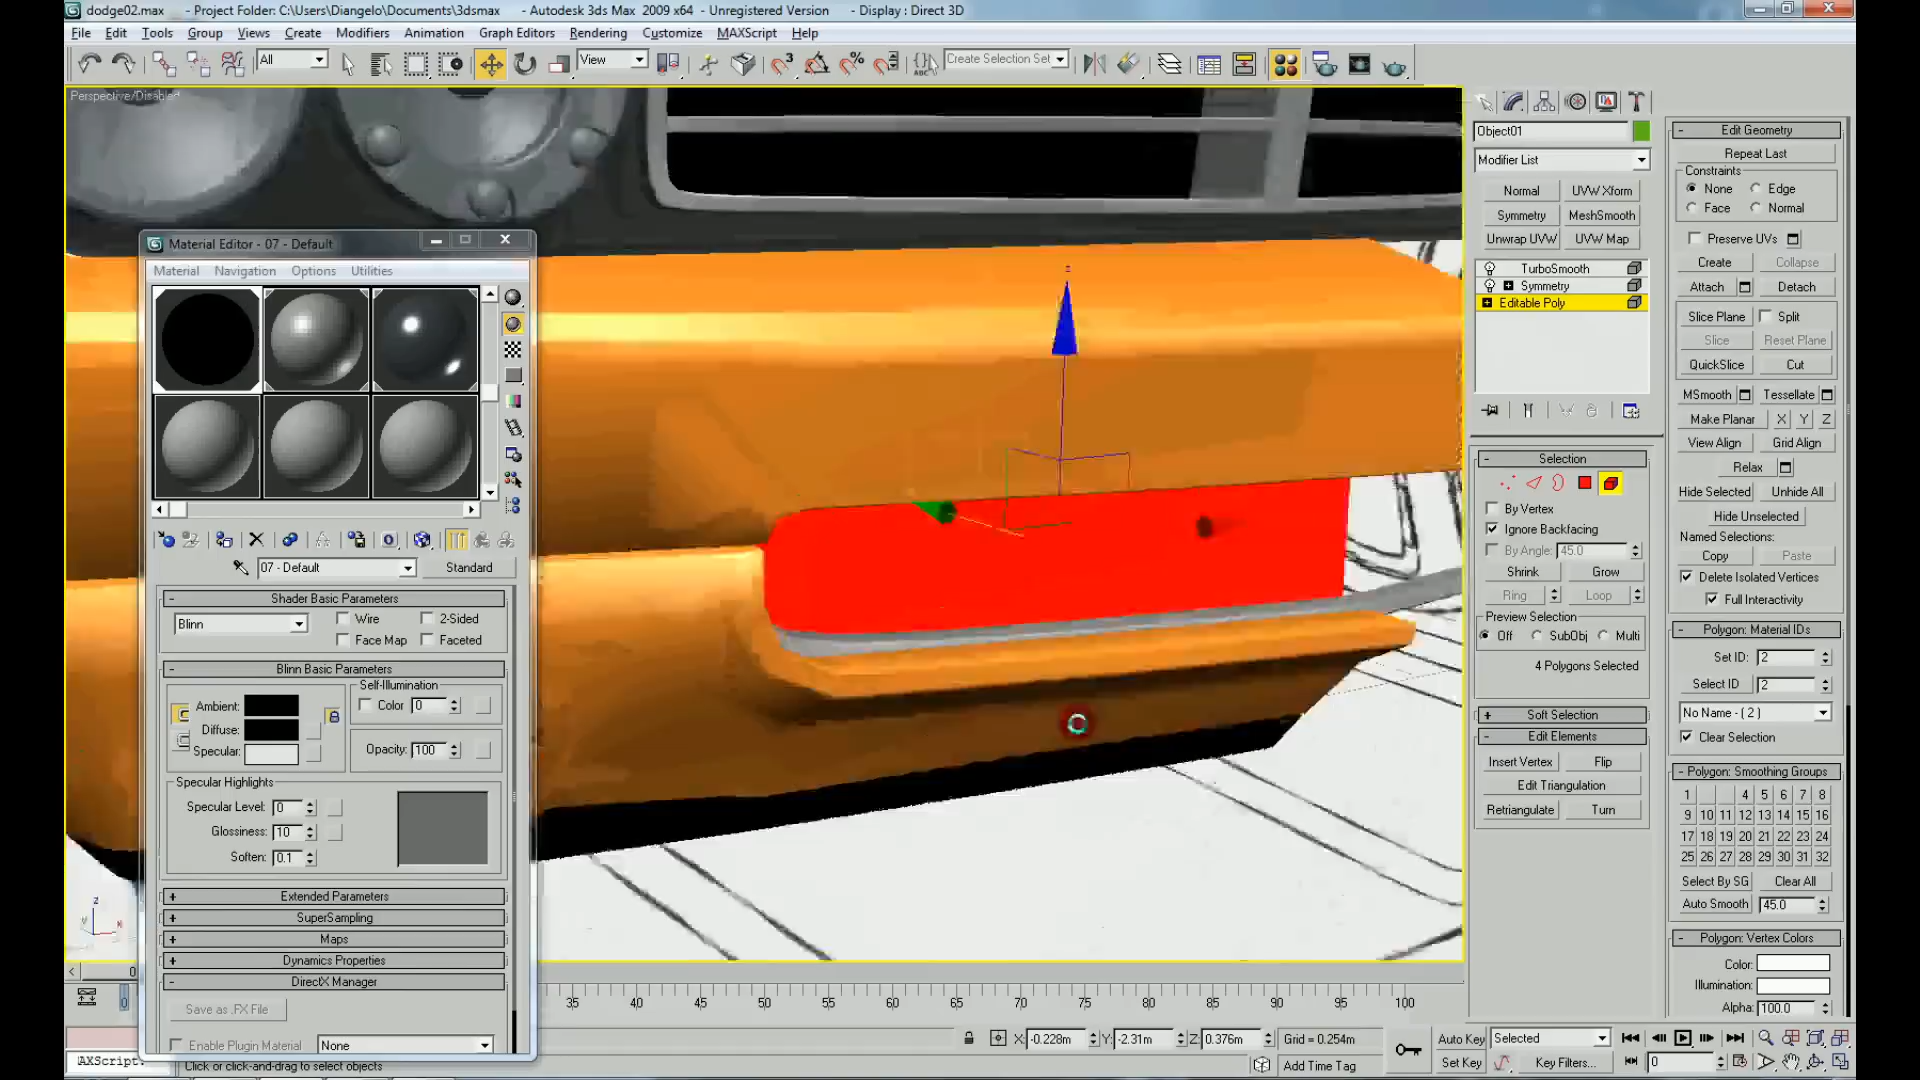 dodge02.max - Project Folder: C:\Users\Diangelo\Documents\3dsmax - Autodesk 3ds Max 2009 x64 - Unregistered Version - Display : Direct 3D
File Edit Tools Group Views Create Modifiers Animation Graph Editors Rendering Customize MAXScript Help
All View Create Selection Set
Perspective/Disabled
Material Editor - 07 - Default
Material Navigation Options Utilities
07 - Default Standard
- Shader Basic Parameters
Blinn Wire 2-Sided
Face Map Faceted
- Blinn Basic Parameters
Self-Illumination
Ambient: Color 0
Diffuse:
Specular: Opacity: 100
Specular Highlights
Specular Level: 0
Glossiness: 10
Soften: 0.1
+ Extended Parameters
+ SuperSampling
+ Maps
+ Dynamics Properties
- DirectX Manager
Save as .FX File
Enable Plugin Material None
Object01
Modifier List
Normal UVW Xform
Symmetry MeshSmooth
Unwrap UVW UVW Map
TurboSmooth
Symmetry
Editable Poly
- Selection
By Vertex
Ignore Backfacing
By Angle: 45.0
Shrink Grow
Ring Loop
Preview Selection
Off SubObj Multi
4 Polygons Selected
+ Soft Selection
- Edit Elements
Insert Vertex Flip
Edit Triangulation
Retriangulate Turn
- Edit Geometry
Repeat Last
Constraints
None Edge
Face Normal
Preserve UVs
Create Collapse
Attach Detach
Slice Plane Split
Slice Reset Plane
QuickSlice Cut
MSmooth Tessellate
Make Planar X Y Z
View Align Grid Align
Relax
Hide Selected Unhide All
Hide Unselected
Named Selections:
Copy Paste
Delete Isolated Vertices
Full Interactivity
- Polygon: Material IDs
Set ID: 2
Select ID 2
No Name - ( 2 )
Clear Selection
- Polygon: Smoothing Groups
1 4 5 6 7 8
9 10 11 12 13 14 15 16
17 18 19 20 21 22 23 24
25 26 27 28 29 30 31 32
Select By SG Clear All
Auto Smooth 45.0
- Polygon: Vertex Colors
Color:
Illumination:
Alpha: 100.0
0
35 40 45 50 55 60 65 70 75 80 85 90 95 100
X: -0.228m Y: -2.31m Z: 0.376m Grid = 0.254m Auto Key Selected
AXScript. Click or click-and-drag to select objects Add Time Tag Set Key Key Filters... 0